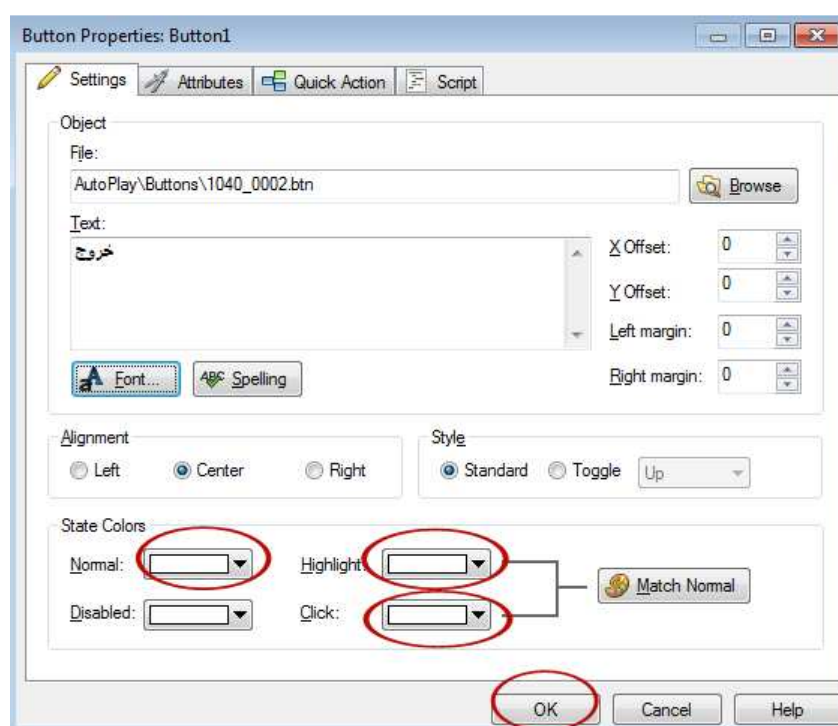 Button Properties: Button1
Settings Attributes Quick Action Script
Object
File:
AutoPlay\Buttons\1040_0002.btn Browse
Text:
خروج
X Offset: 0
Y Offset: 0
Left margin: 0
Right margin: 0
Font... ABC Spelling
Alignment Style
Left Center Right Standard Toggle Up
State Colors
Normal: Highlight: Match Normal
Disabled: Click:
OK Cancel Help